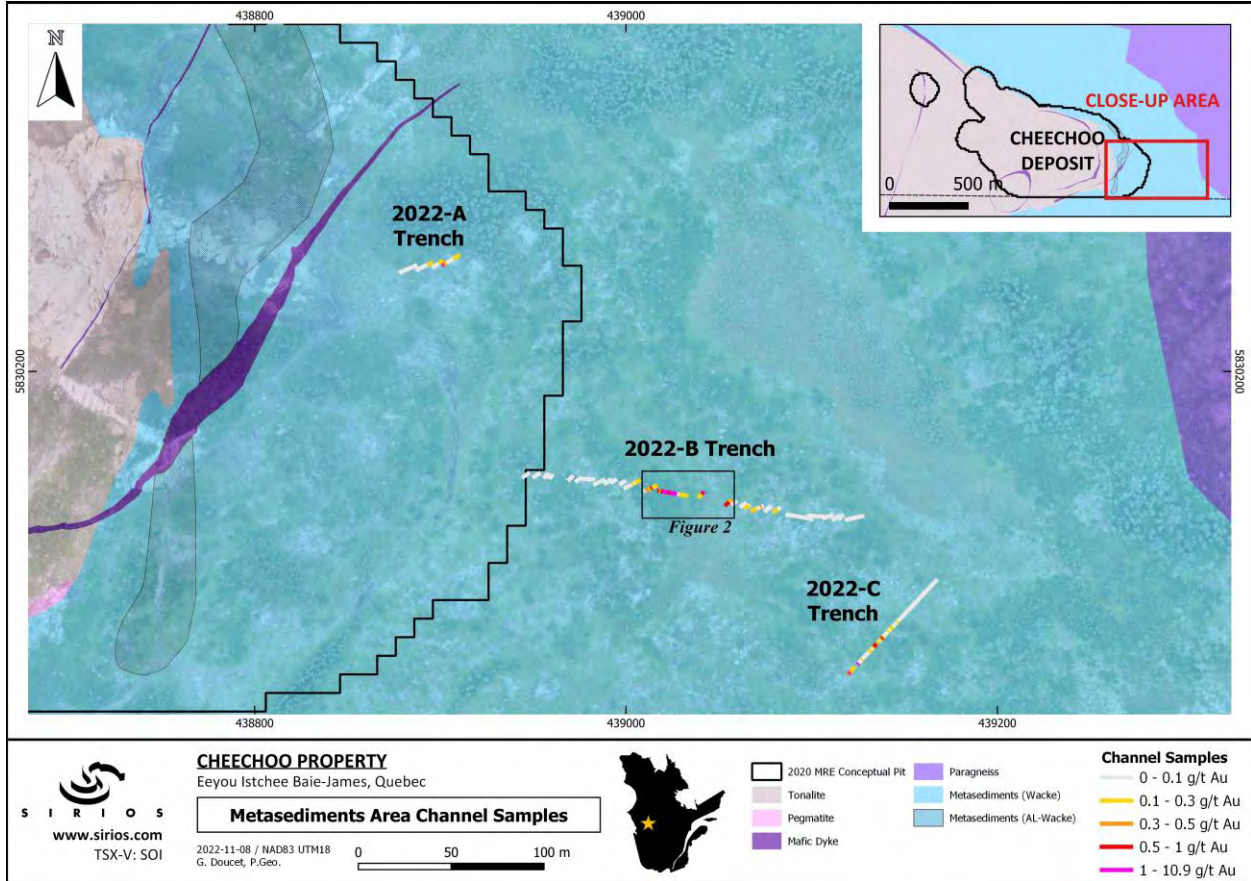 438800
439000
N
CLOSE-UP AREA
CHEECHOO
DEPOSIT
0
500 m
2022-A
Trench
5830200
5830200
2022-B Trench
Figure 2
2022-C
Trench
438800
439000
439200
SIRIOS
www.sirios.com
TSX-V: SOI
CHEECHOO PROPERTY
Eeyou Istchee Baie-James, Quebec
Metasediments Area Channel Samples
2022-11-08 / NAD83 UTM18
G. Doucet, P.Geo.
0
50
100 m
2020 MRE Conceptual Pit
Tonalite
Pegmatite
Mafic Dyke
Paragneiss
Metasediments (Wacke)
Metasediments (AL-Wacke)
Channel Samples
0 - 0.1 g/t Au
0.1 - 0.3 g/t Au
0.3 - 0.5 g/t Au
0.5 - 1 g/t Au
1 - 10.9 g/t Au